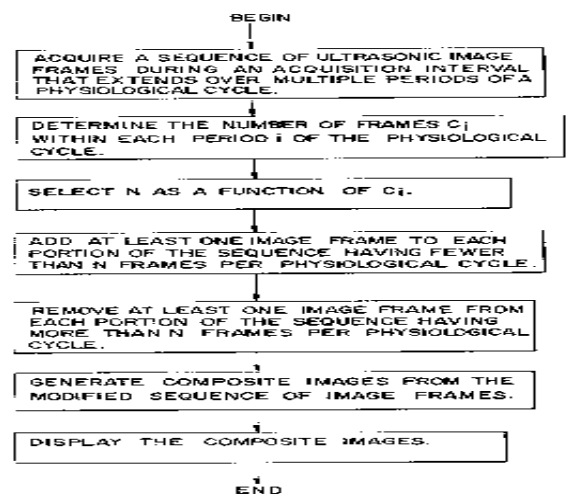 BEGIN
ACQUIRE A SEQUENCE OF ULTRASONIC IMAGE
FRAMES DURING AN ACQUISITION INTERVAL
THAT EXTENDS OVER MULTIPLE PERIODS OF A
PHYSIOLOGICAL CYCLE.
DETERMINE THE NUMBER OF FRAMES Ci
WITHIN EACH PERIOD i OF THE PHYSIOLOGICAL
CYCLE.
SELECT N AS A FUNCTION OF Ci.
ADD AT LEAST ONE IMAGE FRAME TO EACH
PORTION OF THE SEQUENCE HAVING FEWER
THAN N FRAMES PER PHYSIOLOGICAL CYCLE.
REMOVE AT LEAST ONE IMAGE FRAME FROM
EACH PORTION OF THE SEQUENCE HAVING
MORE THAN N FRAMES PER PHYSIOLOGICAL
CYCLE.
GENERATE COMPOSITE IMAGES FROM THE
MODIFIED SEQUENCE OF IMAGE FRAMES.
DISPLAY THE COMPOSITE IMAGES.
END